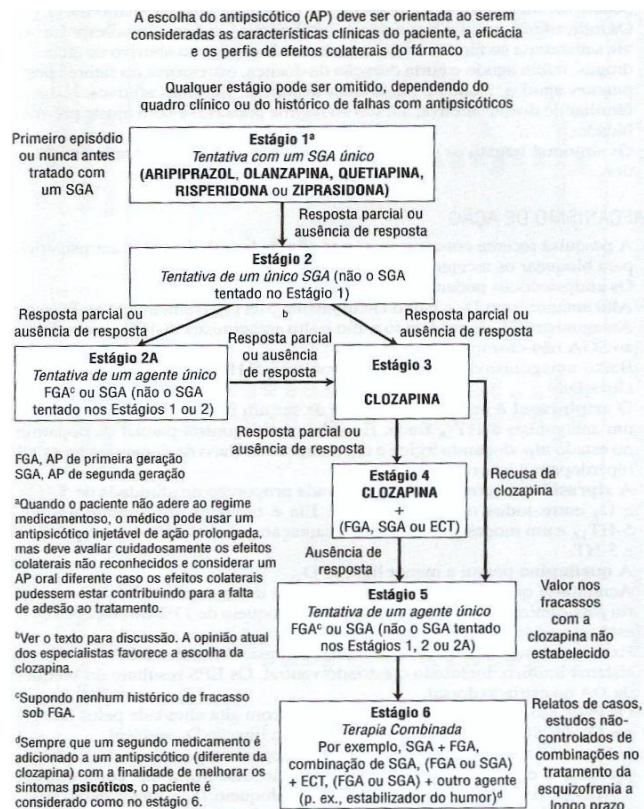 A escolha do antipsicótico (AP) deve ser orientada ao serem
consideradas as características clínicas do paciente, a eficácia
e os perfis de efeitos colaterais do fármaco
Qualquer estágio pode ser omitido, dependendo do
quadro clínico ou do histórico de falhas com antipsicóticos
Primeiro episódio
ou nunca antes
tratado com
um SGA
Estágio 1ª
Tentativa com um SGA único
(ARIPIPRAZOL, OLANZAPINA, QUETIAPINA,
RISPERIDONA ou ZIPRASIDONA)
Resposta parcial ou
ausência de resposta
Estágio 2
Tentativa de um único SGA (não o SGA
tentado no Estágio 1)
b
Resposta parcial ou
ausência de resposta
Resposta parcial ou
ausência de resposta
Estágio 2A
Tentativa de um agente único
FGAᶜ ou SGA (não o SGA
tentado nos Estágios 1 ou 2)
Resposta parcial
ou ausência
de resposta
Estágio 3
CLOZAPINA
Resposta parcial ou
ausência de resposta
FGA, AP de primeira geração
SGA, AP de segunda geração
Estágio 4
CLOZAPINA
+
(FGA, SGA ou ECT)
Recusa da
clozapina
ªQuando o paciente não adere ao regime
medicamentoso, o médico pode usar um
antipsicótico injetável de ação prolongada,
mas deve avaliar cuidadosamente os efeitos
colaterais não reconhecidos e considerar um
AP oral diferente caso os efeitos colaterais
pudessem estar contribuindo para a falta
de adesão ao tratamento.
Ausência de
resposta
Estágio 5
Tentativa de um agente único
FGAᶜ ou SGA (não o SGA tentado
nos Estágios 1, 2 ou 2A)
Valor nos
fracassos
com a
clozapina não
estabelecido
ᵇVer o texto para discussão. A opinião atual
dos especialistas favorece a escolha da
clozapina.
ᶜSupondo nenhum histórico de fracasso
sob FGA.
ᵈSempre que um segundo medicamento é
adicionado a um antipsicótico (diferente da
clozapina) com a finalidade de melhorar os
sintomas psicóticos, o paciente é
considerado como no estágio 6.
Estágio 6
Terapia Combinada
Por exemplo, SGA + FGA,
combinação de SGA, (FGA ou SGA)
+ ECT, (FGA ou SGA) + outro agente
(p. ex., estabilizador do humor)ᵈ
Relatos de casos,
estudos não-
controlados de
combinações no
tratamento da
esquizofrenia a
longo prazo